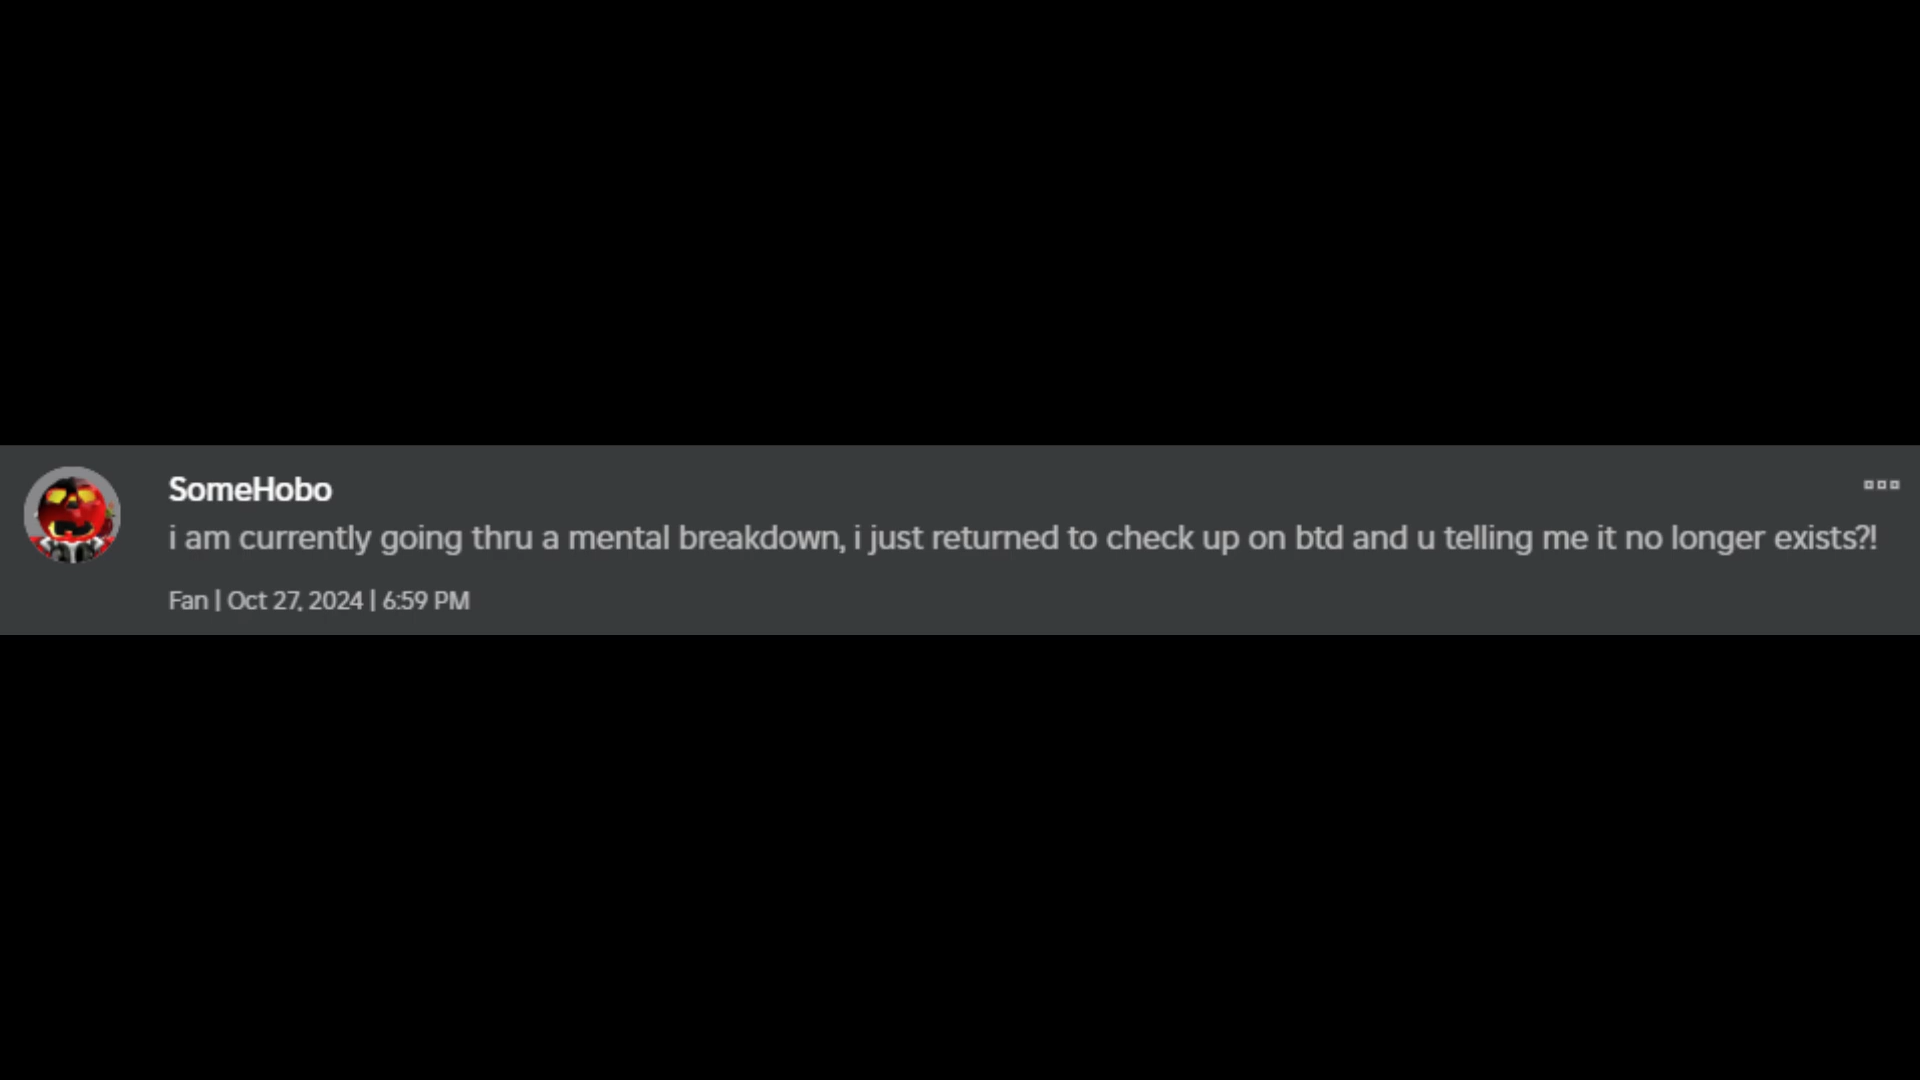 SomeHobo
i am currently going thru a mental breakdown, i just returned to check up on btd and u telling me it no longer exists?!
Fan | Oct 27, 2024 | 6:59 PM